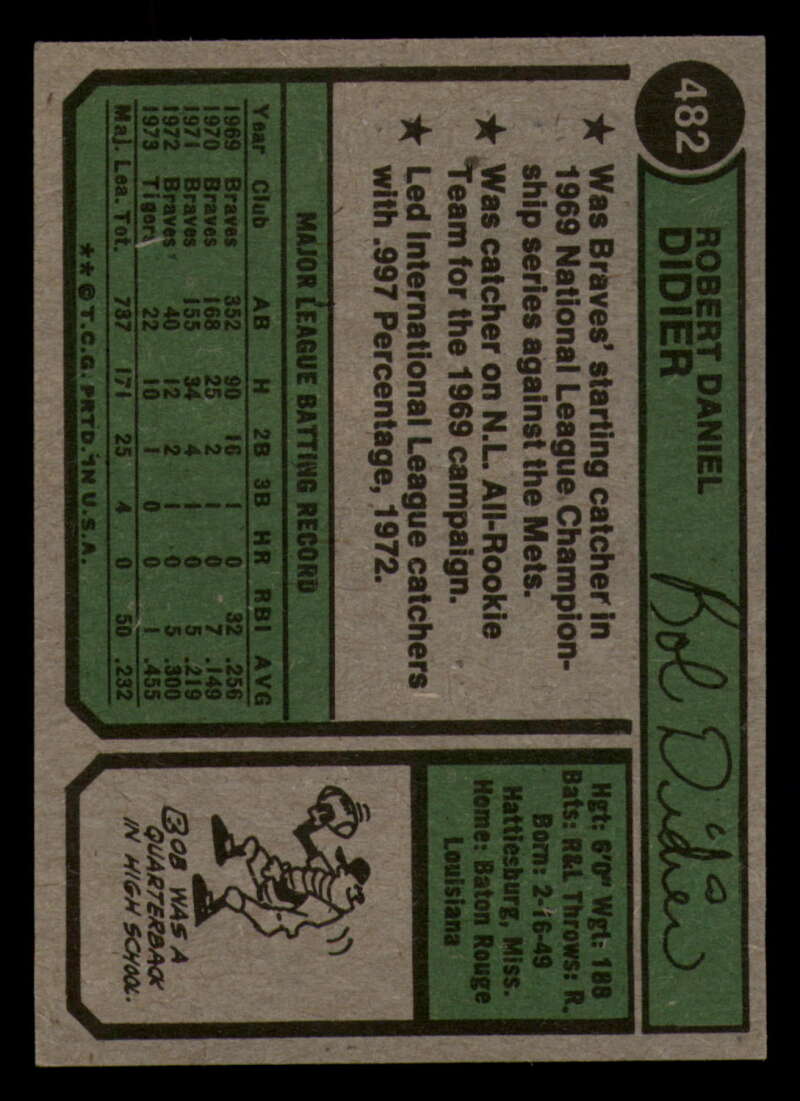 482
ROBERT DANIEL
DIDIER
Bob Didier
★ Was Braves' starting catcher in
1969 National League Champion-
ship series against the Mets.
★ Was catcher on N.L. All-Rookie
Team for the 1969 campaign.
★ Led International League catchers
with .997 Percentage, 1972.
MAJOR LEAGUE BATTING RECORD
Year Club AB H 2B 3B HR RBI AVG
1969 Braves 352 90 16 1 0 32 .256
1970 Braves 168 25 2 1 0 7 .149
1971 Braves 155 34 4 1 0 5 .219
1972 Braves 40 12 2 1 0 5 .300
1973 Tigers 22 10 1 0 0 1 .455
Maj. Lea. Tot. 737 171 25 4 0 50 .232
**©T.C.G. PRTD. IN U.S.A.
Hgt: 6'0" Wgt: 188
Bats: R&L Throws: R.
Born: 2-16-49
Hattiesburg, Miss.
Home: Baton Rouge
Louisiana
BOB WAS A
QUARTERBACK
IN HIGH SCHOOL.